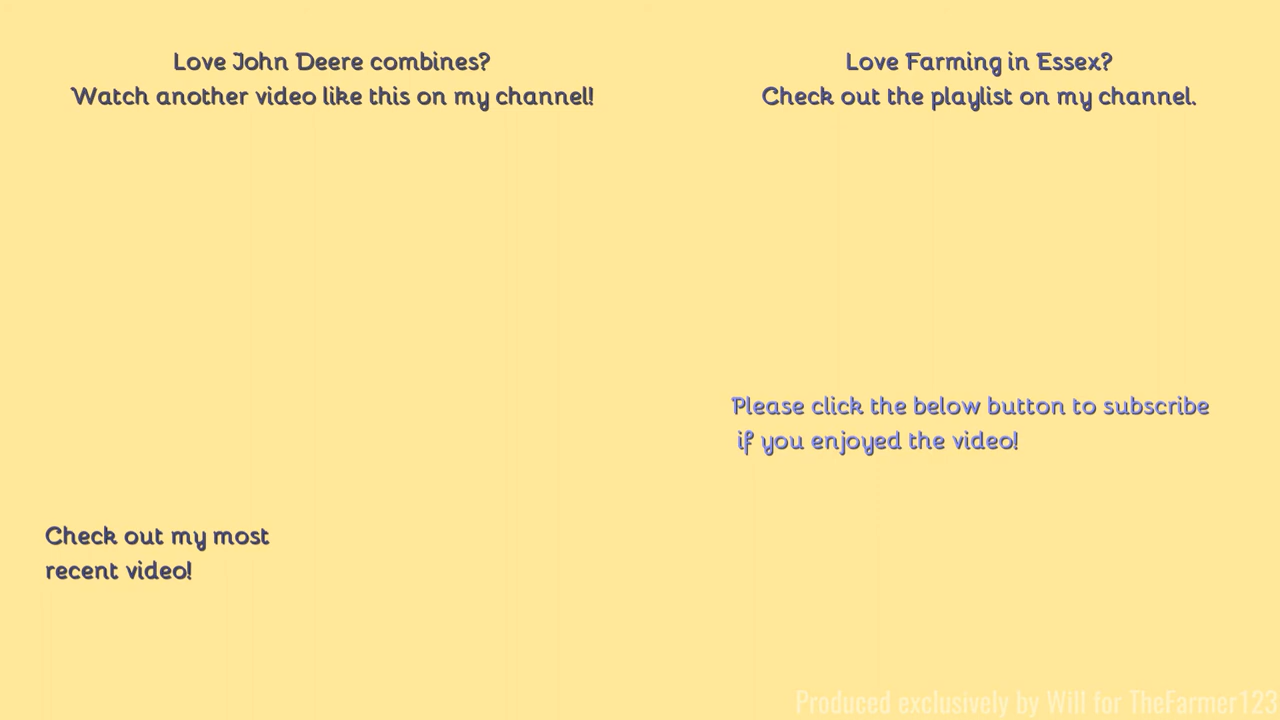 Love John Deere combines?
Watch another video like this on my channel!
Love Farming in Essex?
Check out the playlist on my channel.
Please click the below button to subscribe
if you enjoyed the video!
Check out my most
recent video!
Produced exclusively by Will for TheFarmer123